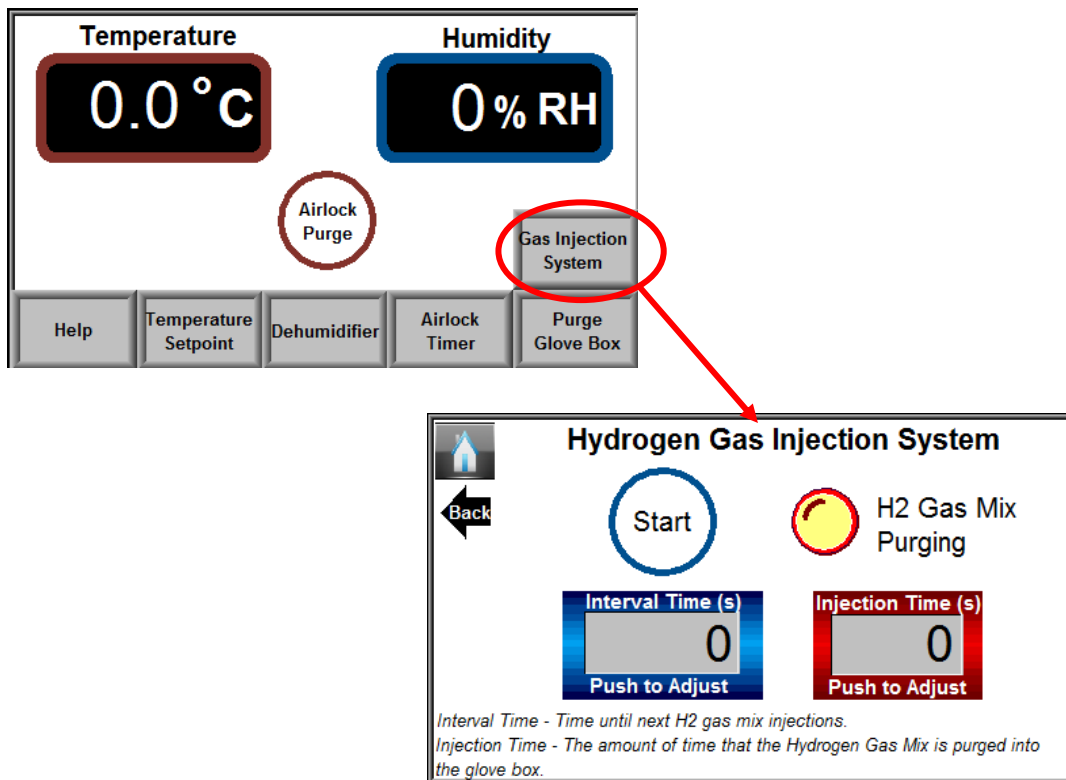 Temperature
Humidity
0.0 °C
0 % RH
Airlock
Purge
Gas Injection
System
Help
Temperature
Setpoint
Dehumidifier
Airlock
Timer
Purge
Glove Box
Hydrogen Gas Injection System
Back
Start
H2 Gas Mix
Purging
Interval Time (s)
0
Push to Adjust
Injection Time (s)
0
Push to Adjust
Interval Time - Time until next H2 gas mix injections.
Injection Time - The amount of time that the Hydrogen Gas Mix is purged into
the glove box.